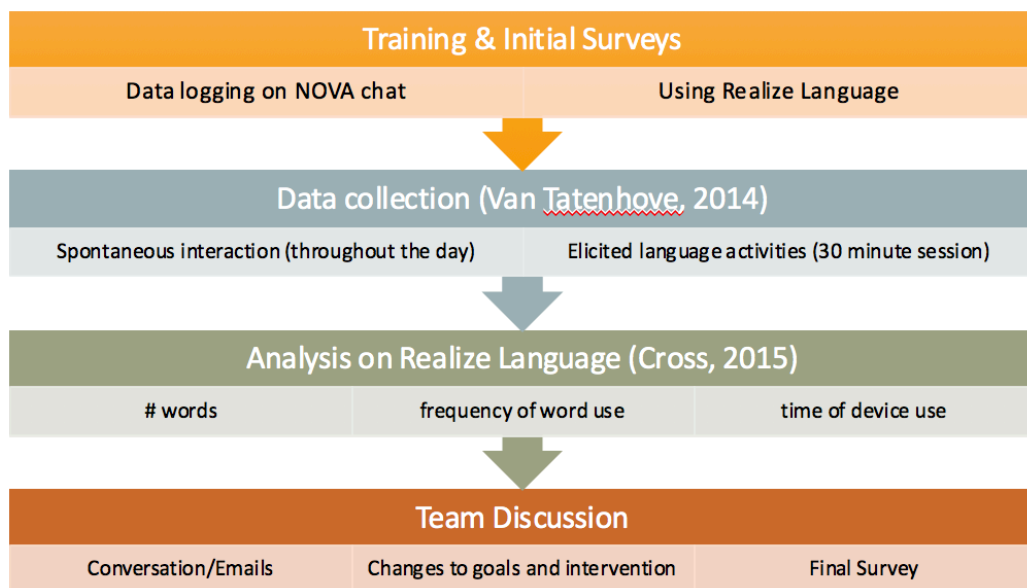 Training & Initial Surveys
Data logging on NOVA chat
Using Realize Language
Data collection (Van Tatenhove, 2014)
Spontaneous interaction (throughout the day)
Elicited language activities (30 minute session)
Analysis on Realize Language (Cross, 2015)
# words
frequency of word use
time of device use
Team Discussion
Conversation/Emails
Changes to goals and intervention
Final Survey